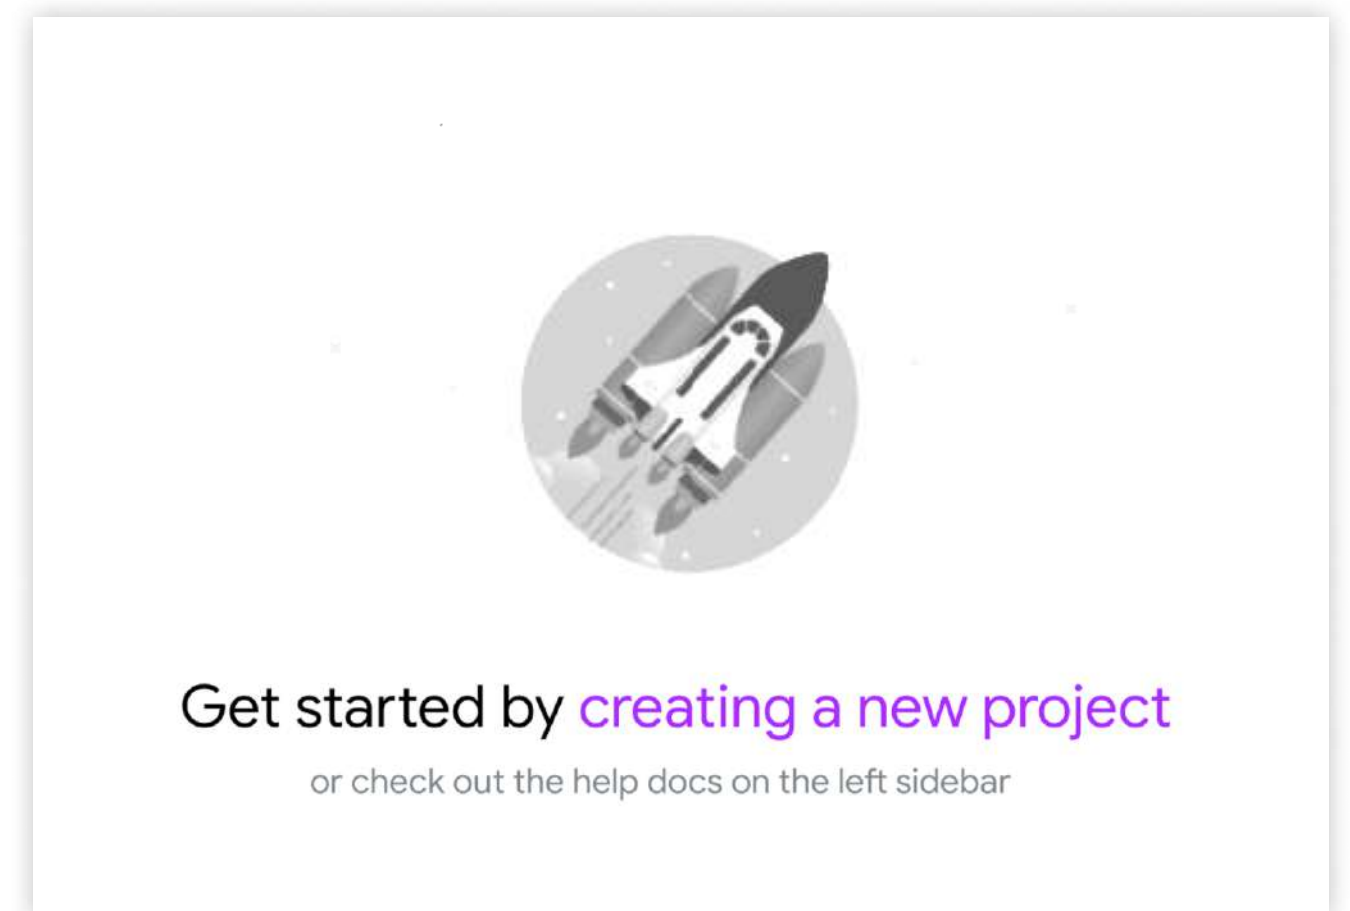 Get started by creating a new project
or check out the help docs on the left sidebar